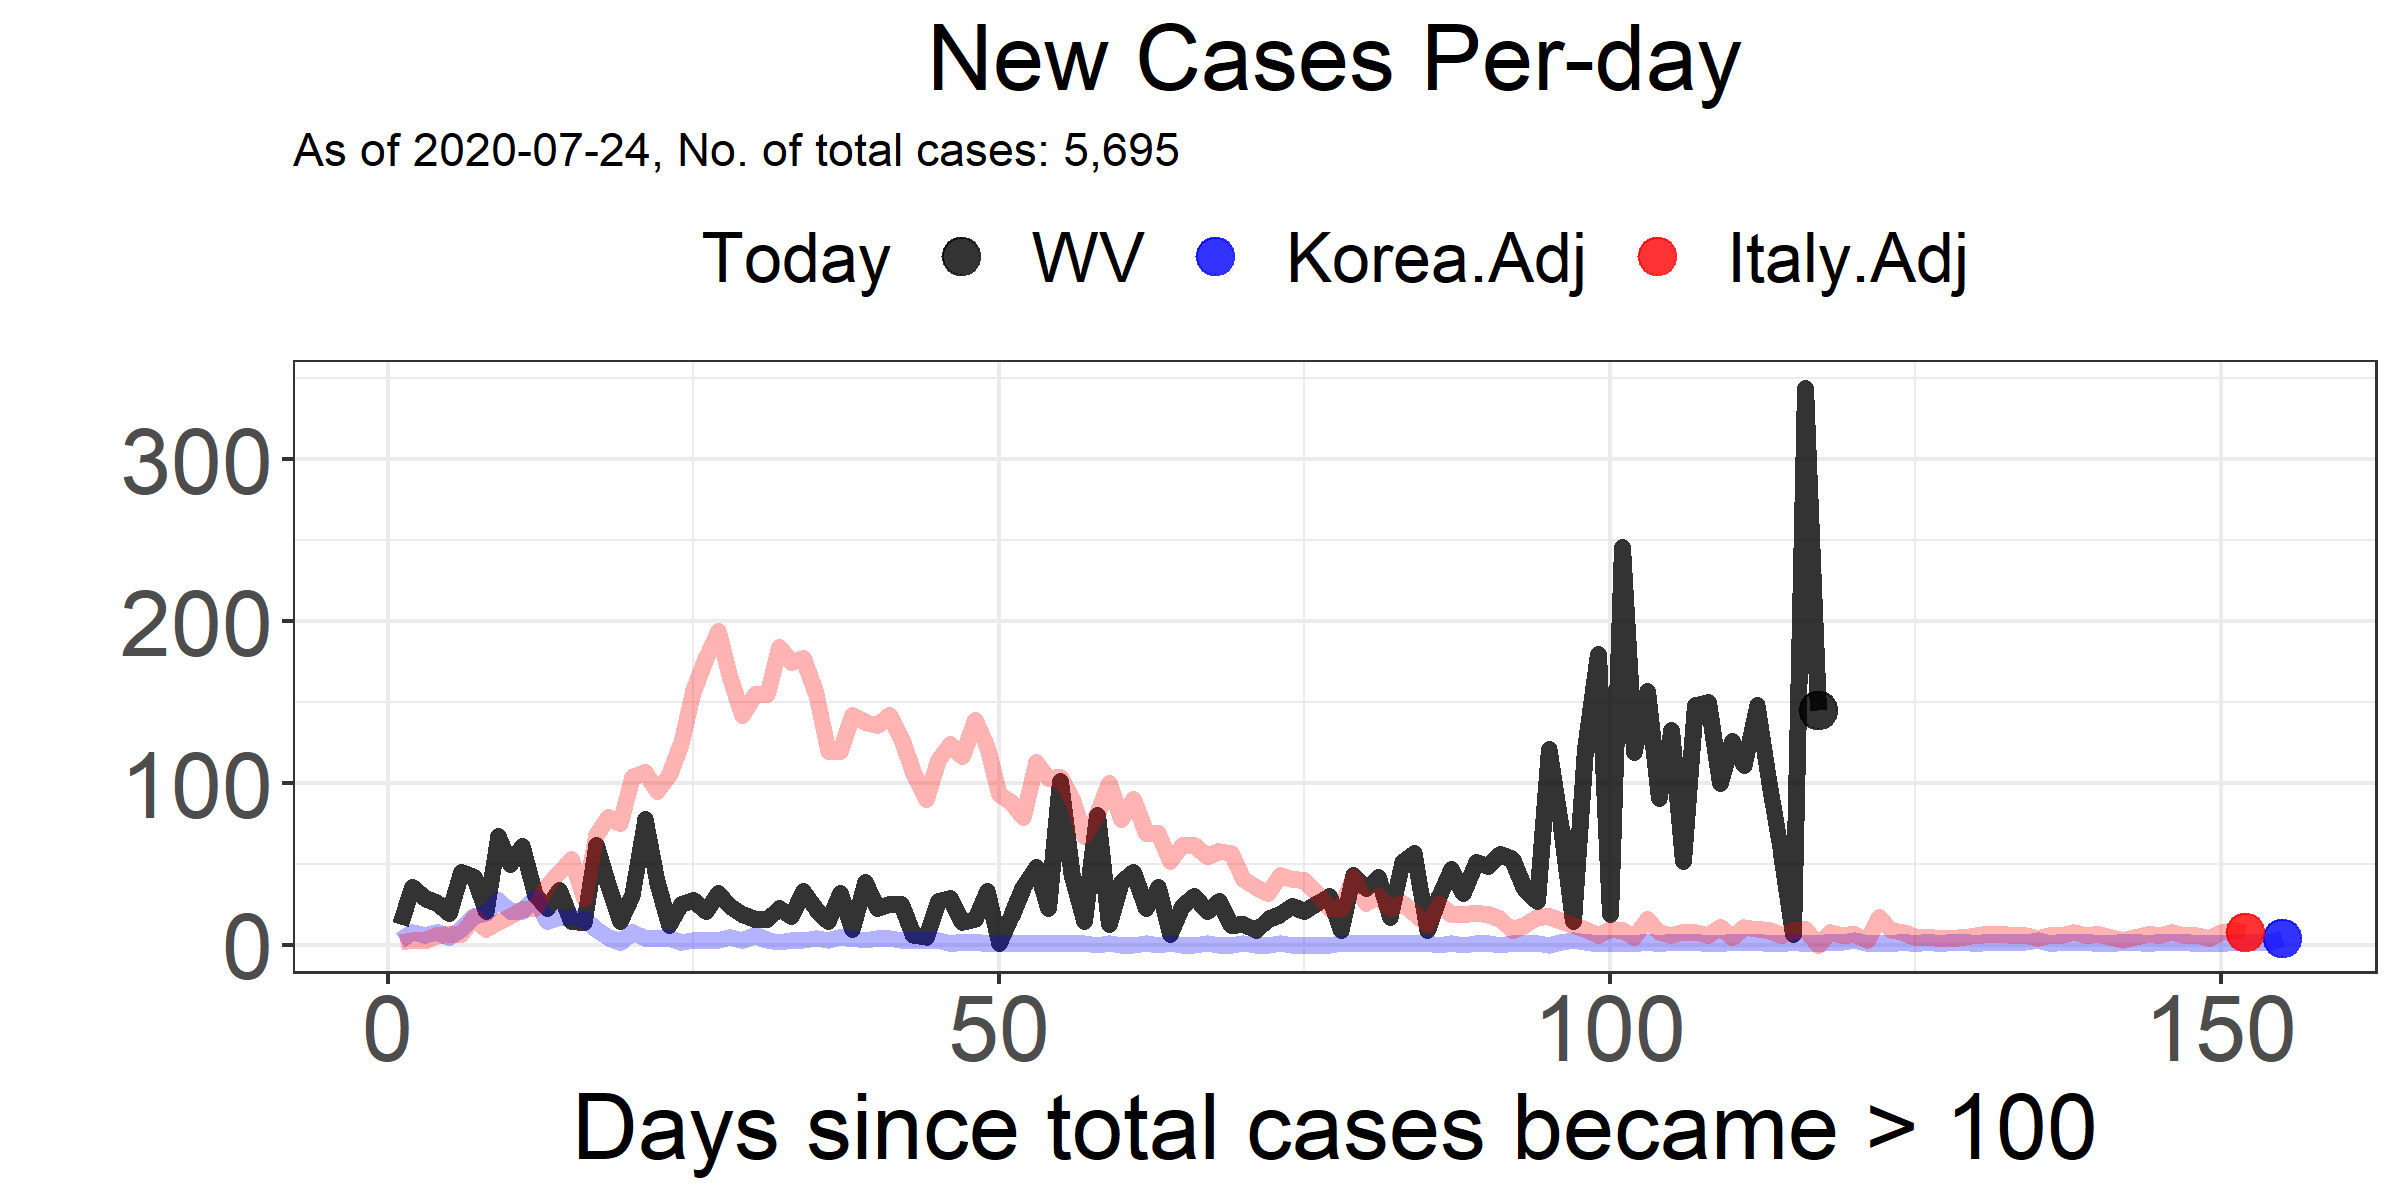 New Cases Per-day
As of 2020-07-24, No. of total cases: 5,695
Today WV Korea.Adj Italy.Adj
300
200
100
0
0 50 100 150
Days since total cases became > 100